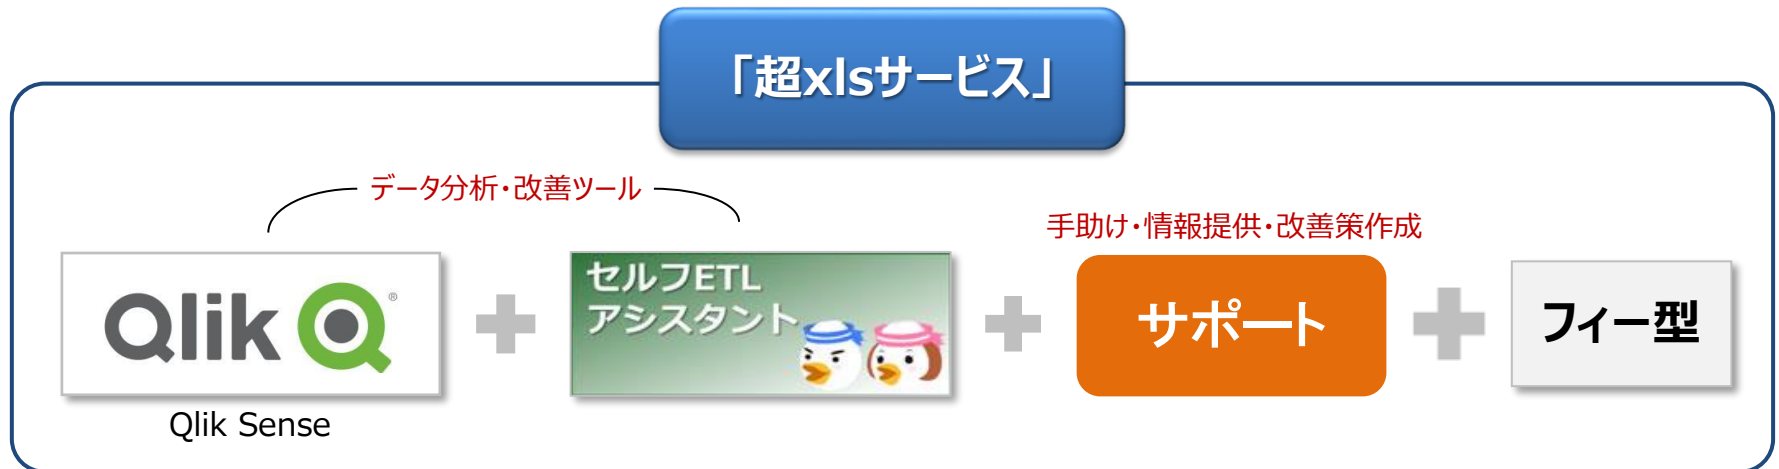 「超xlsサービス」
データ分析・改善ツール
手助け・情報提供・改善策作成
Qlik ®
セルフETL
アシスタント
サポート
フィー型
Qlik Sense